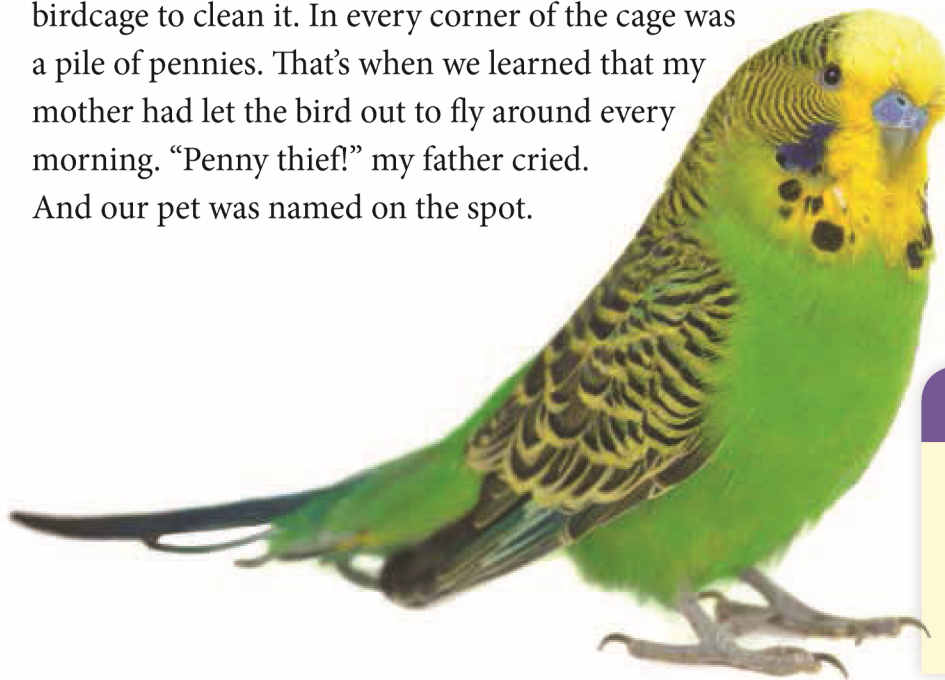 birdcage to clean it. In every corner of the cage was
a pile of pennies. That’s when we learned that my
mother had let the bird out to fly around every
morning. “Penny thief!” my father cried.
And our pet was named on the spot.